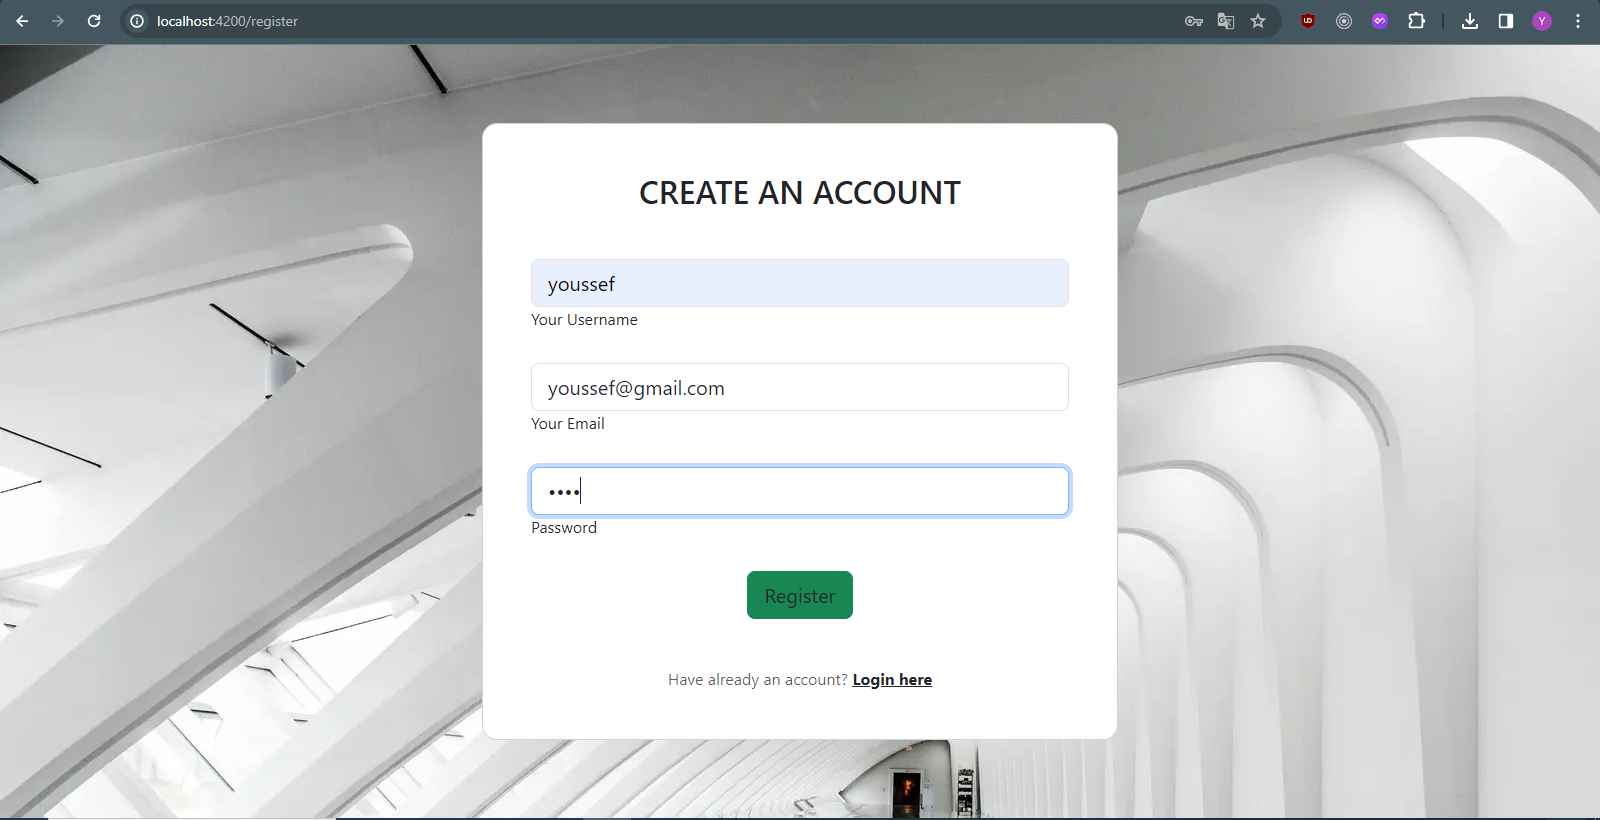 localhost:4200/register
Y
CREATE AN ACCOUNT
youssef
Your Username
youssef@gmail.com
Your Email
••••
Password
Register
Have already an account? Login here